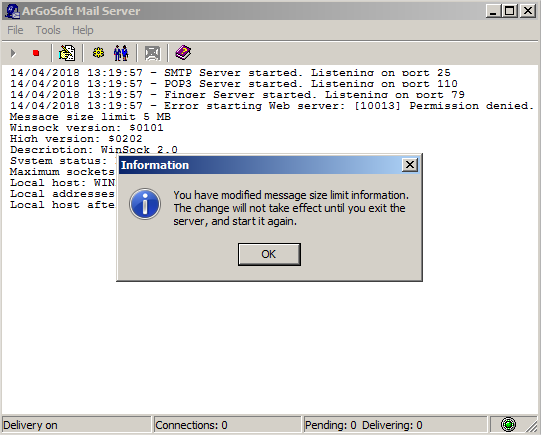 ArGoSoft Mail Server
File Tools Help
14/04/2018 13:19:57 - SMTP Server started. Listening on port 25
14/04/2018 13:19:57 - POP3 Server started. Listening on port 110
14/04/2018 13:19:57 - Finger Server started. Listening on port 79
14/04/2018 13:19:57 - Error starting Web server: [10013] Permission denied.
Message size limit 5 MB
Winsock version: $0101
High version: $0202
Description: WinSock 2.0
System status:
Maximum sockets
Local host: WIN
Local addresses
Local host afte
Information
You have modified message size limit information.
The change will not take effect until you exit the
server, and start it again.
OK
Delivery on Connections: 0 Pending: 0 Delivering: 0